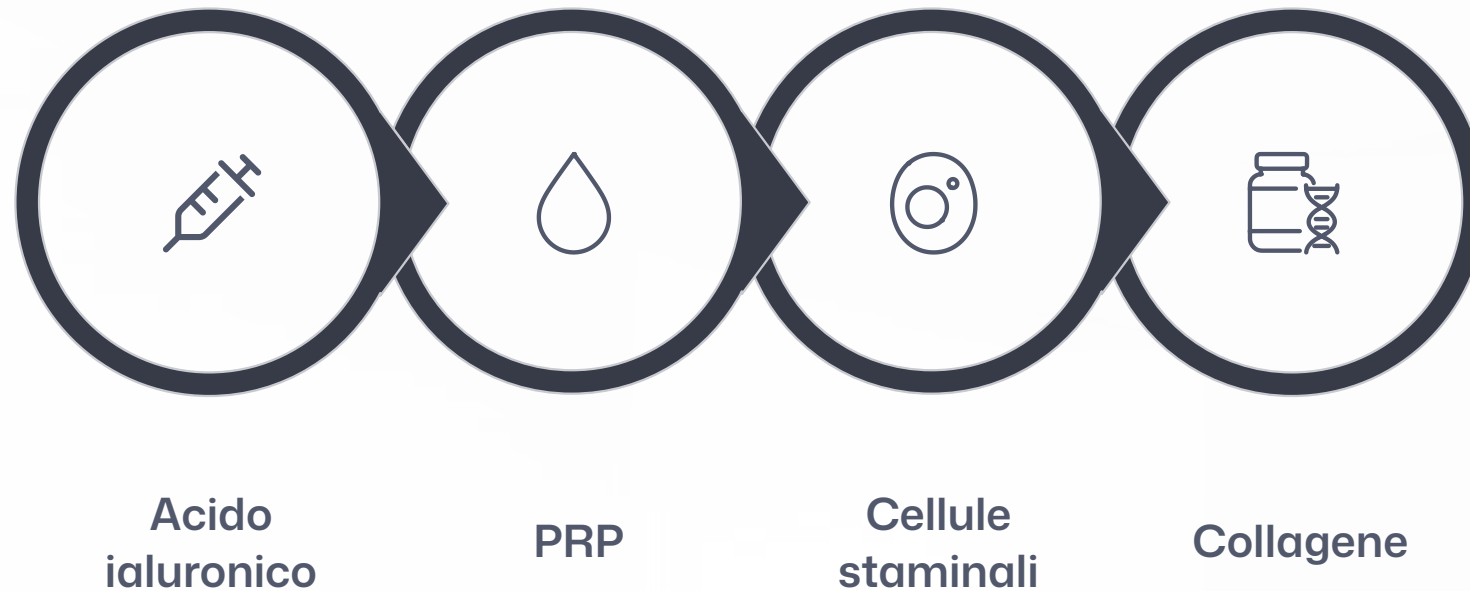 Acido
ialuronico
PRP
Cellule
staminali
Collagene